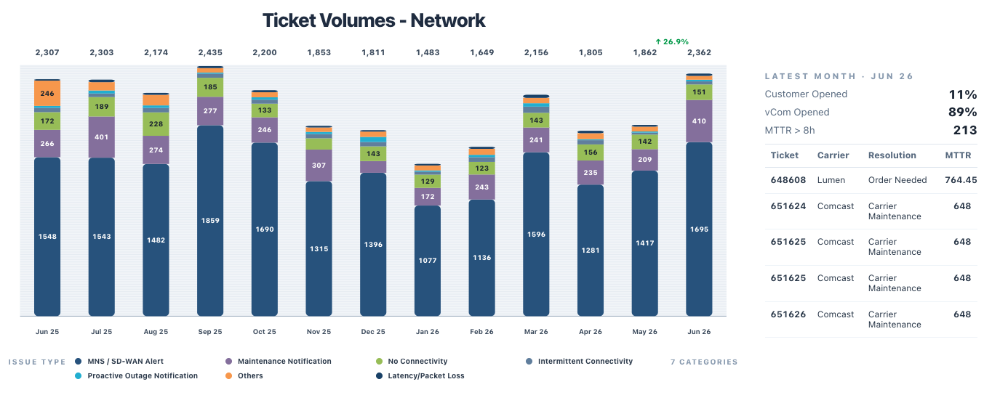 Ticket Volumes - Network
↑ 26.9%
2,307 2,303 2,174 2,435 2,200 1,853 1,811 1,483 1,649 2,156 1,805 1,862 2,362
246 172 266 1548
189 401 1543
228 274 1482
185 277 1859
133 246 1690
307 1315
143 1396
129 172 1077
123 243 1136
143 241 1596
156 235 1281
142 209 1417
151 410 1695
Jun 25 Jul 25 Aug 25 Sep 25 Oct 25 Nov 25 Dec 25 Jan 26 Feb 26 Mar 26 Apr 26 May 26 Jun 26
ISSUE TYPE MNS / SD-WAN Alert Maintenance Notification No Connectivity Intermittent Connectivity 7 CATEGORIES
Proactive Outage Notification Others Latency/Packet Loss
LATEST MONTH · JUN 26
Customer Opened 11%
vCom Opened 89%
MTTR > 8h 213
Ticket Carrier Resolution MTTR
648608 Lumen Order Needed 764.45
651624 Comcast Carrier 648
Maintenance
651625 Comcast Carrier 648
Maintenance
651625 Comcast Carrier 648
Maintenance
651626 Comcast Carrier 648
Maintenance